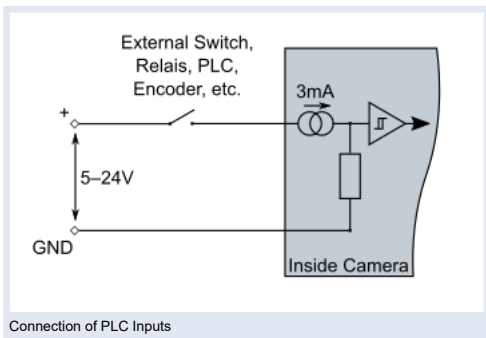 External Switch,
Relais, PLC,
Encoder, etc.
3mA
+
5–24V
GND
Inside Camera
Connection of PLC Inputs